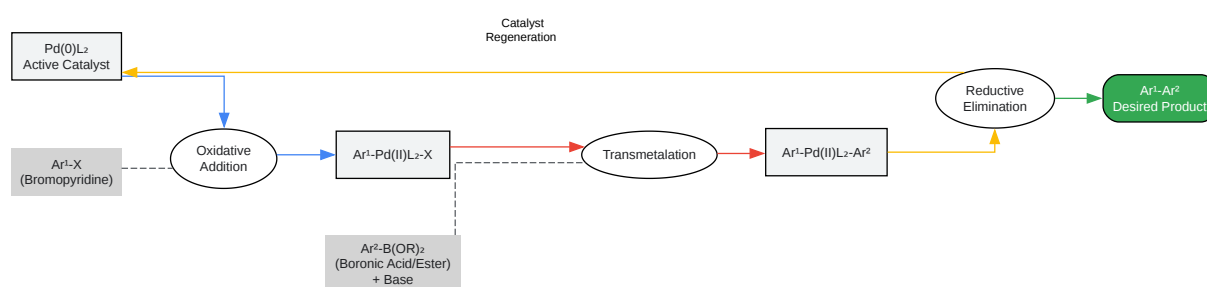 Catalyst
Regeneration
Pd(0)L₂
Active Catalyst
Reductive
Elimination
Ar¹-Ar²
Desired Product
Oxidative
Addition
Ar¹-Pd(II)L₂-X
Transmetalation
Ar¹-Pd(II)L₂-Ar²
Ar¹-X
(Bromopyridine)
Ar²-B(OR)₂
(Boronic Acid/Ester)
+ Base